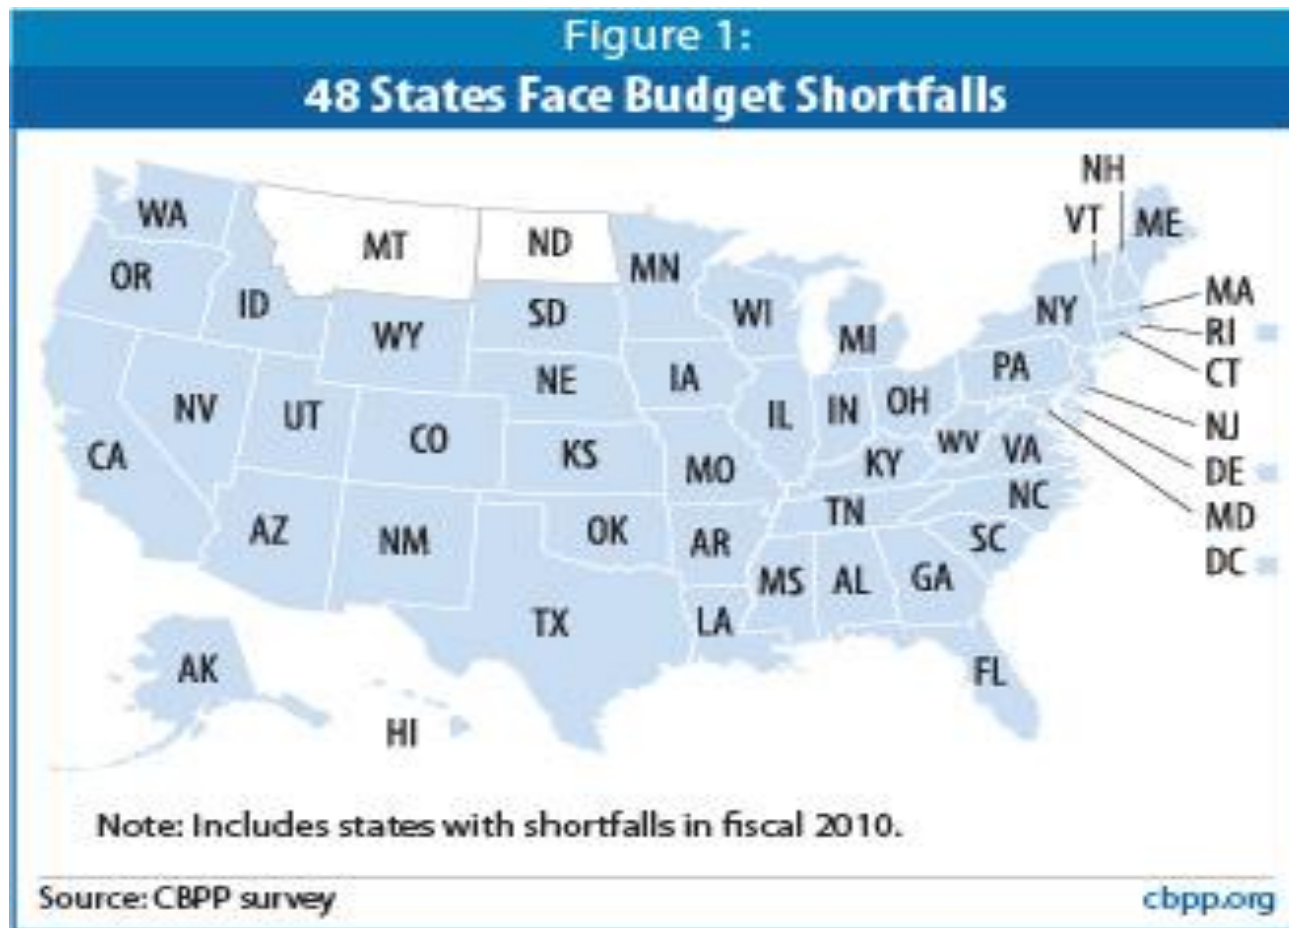 Figure 1:
48 States Face Budget Shortfalls
NH
WA
VT
ME
MT
ND
OR
MN
ID
MA
WI
NY
SD
RI
WY
MI
CT
PA
NE
IA
OH
NV
IL
IN
UT
NJ
CO
WV
VA
CA
KS
KY
DE
MO
NC
TN
MD
AZ
OK
SC
NM
AR
DC
MS
AL
GA
TX
LA
AK
FL
HI
Note: Includes states with shortfalls in fiscal 2010.
Source: CBPP survey
cbpp.org